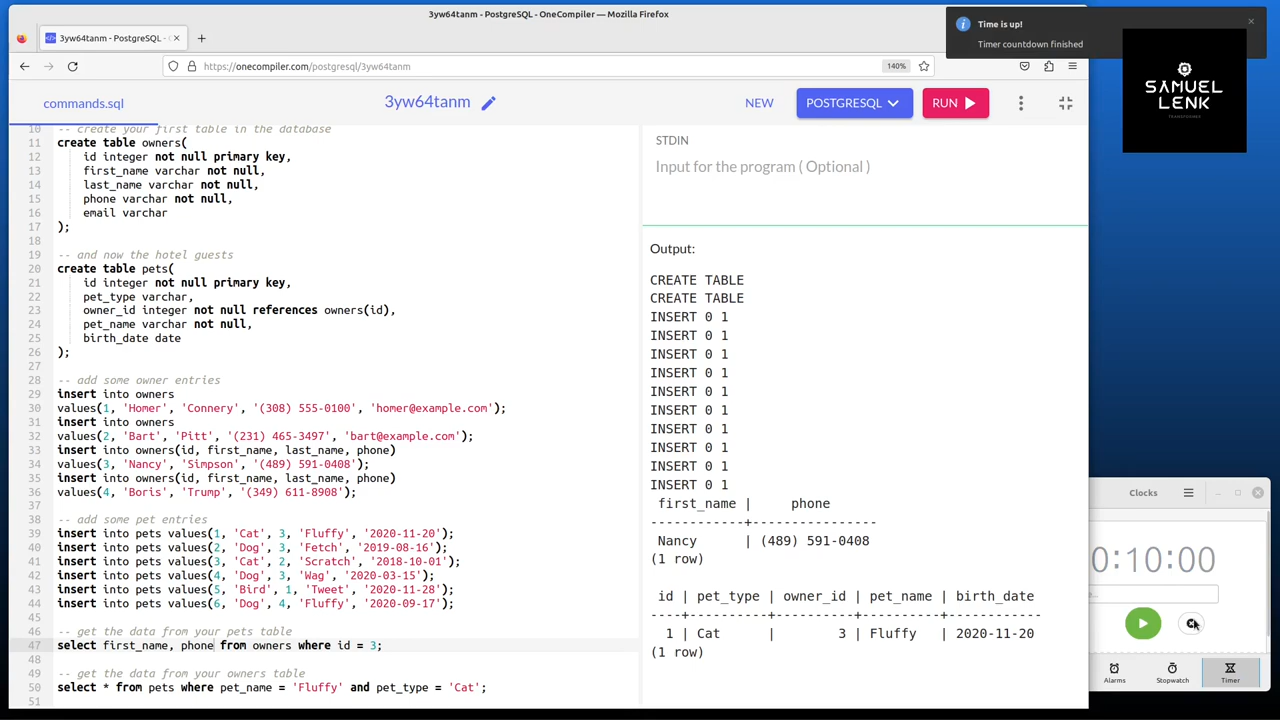 3yw64tanm - PostgreSQL - OneCompiler — Mozilla Firefox
Time is up!
Timer countdown finished
3yw64tanm - PostgreSQL -
https://onecompiler.com/postgresql/3yw64tanm
140%
SAMUEL
LENK
commands.sql
3yw64tanm
NEW
POSTGRESQL
RUN
10 -- create your first table in the database
11 create table owners(
12 id integer not null primary key,
13 first_name varchar not null,
14 last_name varchar not null,
15 phone varchar not null,
16 email varchar
17 );
18
19 -- and now the hotel guests
20 create table pets(
21 id integer not null primary key,
22 pet_type varchar,
23 owner_id integer not null references owners(id),
24 pet_name varchar not null,
25 birth_date date
26 );
27
28 -- add some owner entries
29 insert into owners
30 values(1, 'Homer', 'Connery', '(308) 555-0100', 'homer@example.com');
31 insert into owners
32 values(2, 'Bart', 'Pitt', '(231) 465-3497', 'bart@example.com');
33 insert into owners(id, first_name, last_name, phone)
34 values(3, 'Nancy', 'Simpson', '(489) 591-0408');
35 insert into owners(id, first_name, last_name, phone)
36 values(4, 'Boris', 'Trump', '(349) 611-8908');
37
38 -- add some pet entries
39 insert into pets values(1, 'Cat', 3, 'Fluffy', '2020-11-20');
40 insert into pets values(2, 'Dog', 3, 'Fetch', '2019-08-16');
41 insert into pets values(3, 'Cat', 2, 'Scratch', '2018-10-01');
42 insert into pets values(4, 'Dog', 3, 'Wag', '2020-03-15');
43 insert into pets values(5, 'Bird', 1, 'Tweet', '2020-11-28');
44 insert into pets values(6, 'Dog', 4, 'Fluffy', '2020-09-17');
45
46 -- get the data from your pets table
47 select first_name, phone from owners where id = 3;
48
49 -- get the data from your owners table
50 select * from pets where pet_name = 'Fluffy' and pet_type = 'Cat';
51
STDIN
Input for the program ( Optional )
Output:
CREATE TABLE
CREATE TABLE
INSERT 0 1
INSERT 0 1
INSERT 0 1
INSERT 0 1
INSERT 0 1
INSERT 0 1
INSERT 0 1
INSERT 0 1
INSERT 0 1
INSERT 0 1
first_name | phone
------------+----------------
Nancy | (489) 591-0408
(1 row)
id | pet_type | owner_id | pet_name | birth_date
----+----------+----------+----------+------------
1 | Cat | 3 | Fluffy | 2020-11-20
(1 row)
Clocks
0:10:00
Alarms
Stopwatch
Timer